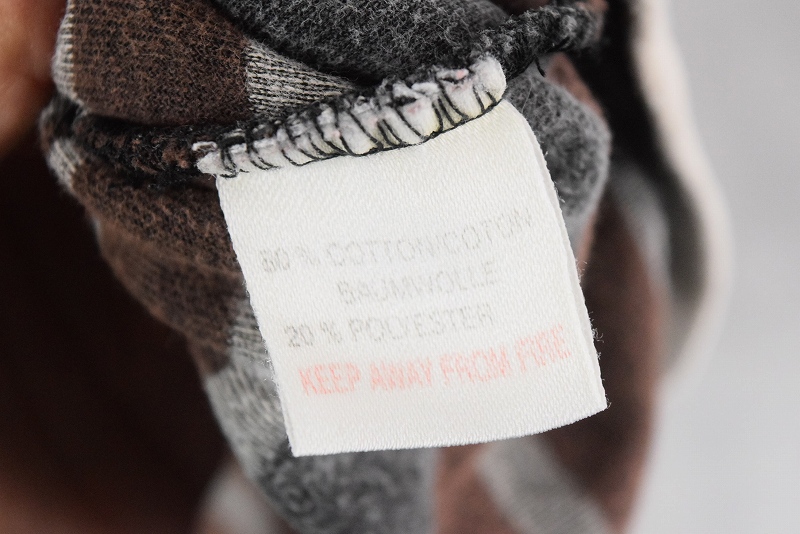 80 % COTTON/COTON
BAUMWOLLE
20 % POLYESTER
KEEP AWAY FROM FIRE